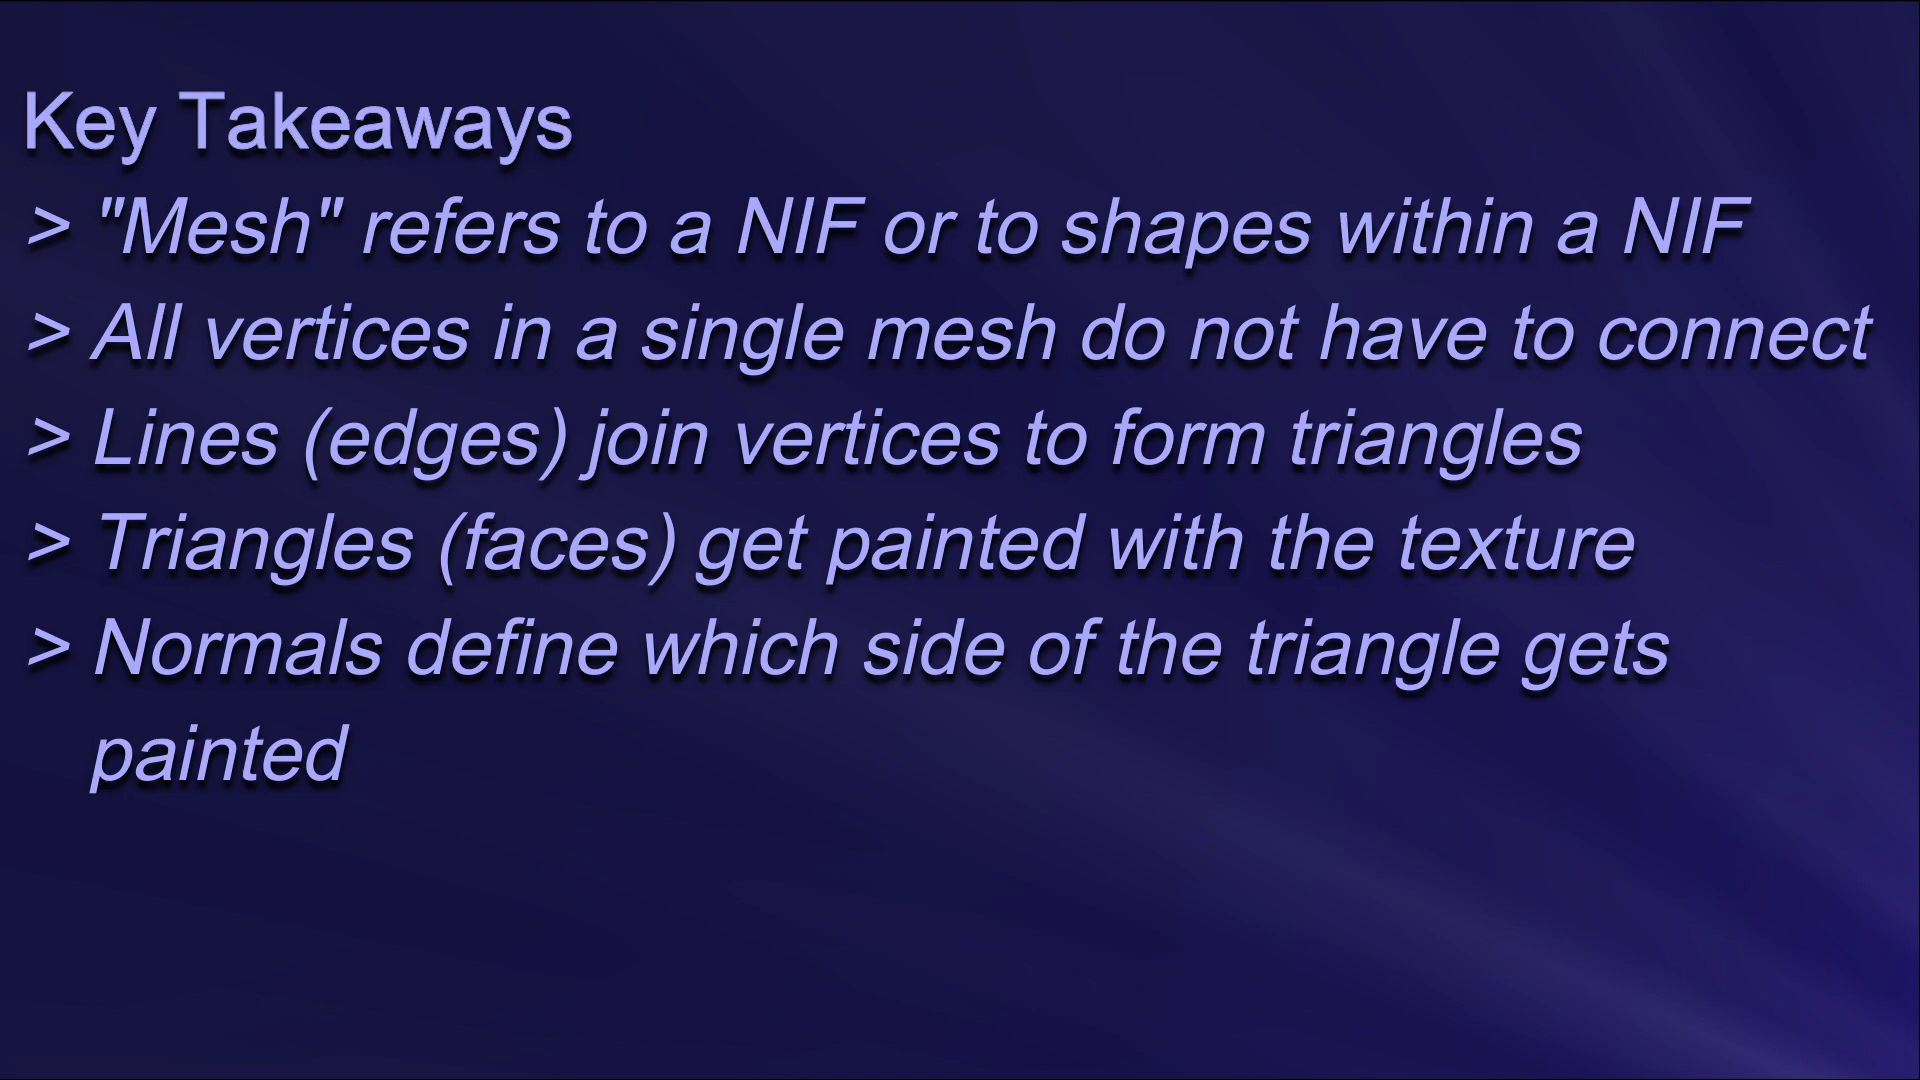 Key Takeaways
> "Mesh" refers to a NIF or to shapes within a NIF
> All vertices in a single mesh do not have to connect
> Lines (edges) join vertices to form triangles
> Triangles (faces) get painted with the texture
> Normals define which side of the triangle gets
painted